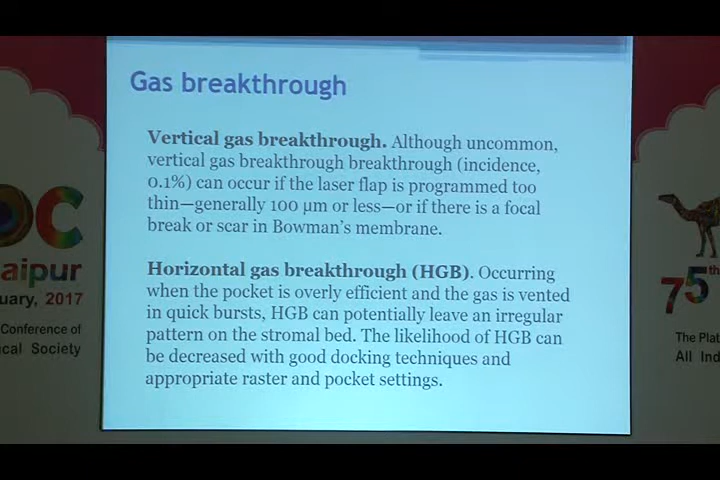 Gas breakthrough
Vertical gas breakthrough. Although uncommon,
vertical gas breakthrough breakthrough (incidence,
0.1%) can occur if the laser flap is programmed too
thin—generally 100 µm or less—or if there is a focal
break or scar in Bowman's membrane.
Horizontal gas breakthrough (HGB). Occurring
when the pocket is overly efficient and the gas is vented
in quick bursts, HGB can potentially leave an irregular
pattern on the stromal bed. The likelihood of HGB can
be decreased with good docking techniques and
appropriate raster and pocket settings.
OC
aipur
uary, 2017
Conference of
cal Society
75th
The Plat
All Ind